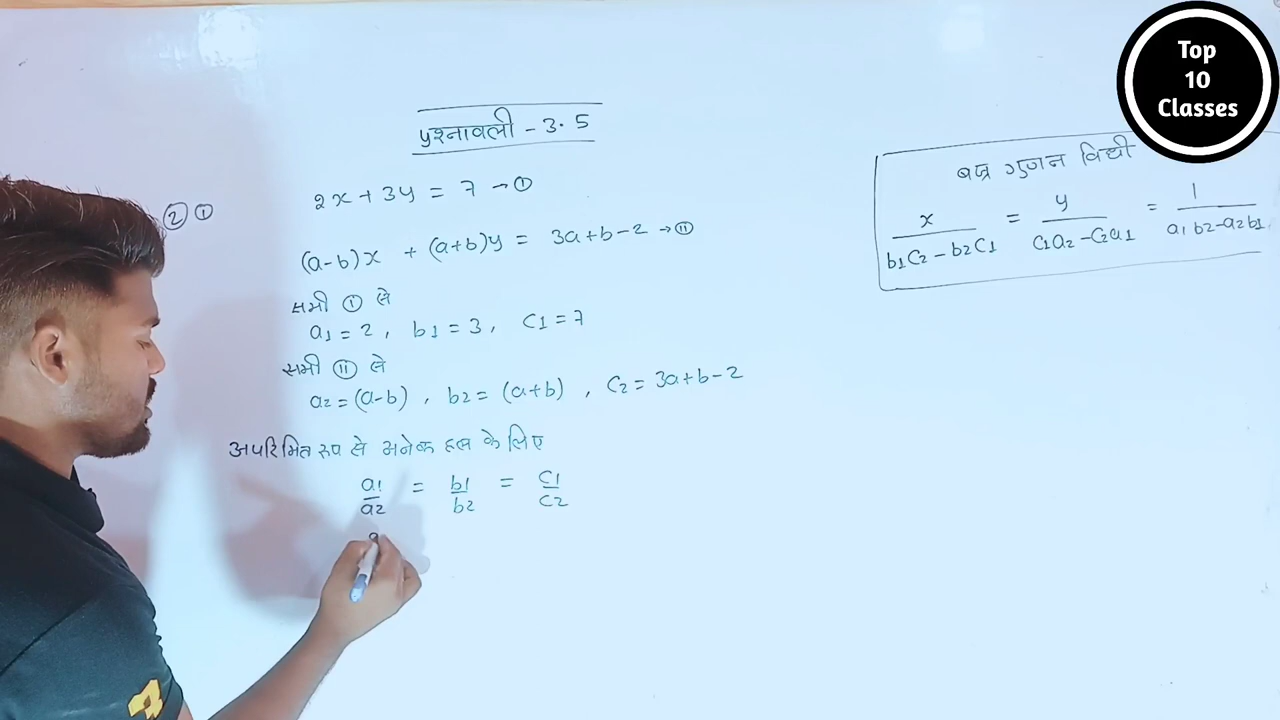 Top
10
Classes
प्रश्नावली - 3.5
② ① 2x + 3y = 7 → ①
(a-b)x + (a+b)y = 3a+b-2 → ⑪
समी ① से
a1 = 2, b1 = 3, c1 = 7
समी ⑪ से
a2 = (a-b), b2 = (a+b), c2 = 3a+b-2
अपरिमित रूप से अनेक हल के लिए
a1/a2 = b1/b2 = c1/c2
बज्र गुणन विधी
x/b1c2 - b2c1 = y/c1a2 - c2a1 = 1/a1b2 - a2b1